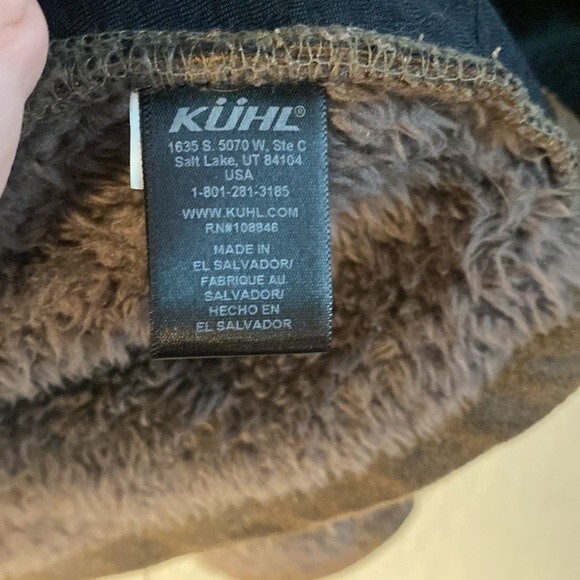 KÜHL®
1635 S. 5070 W. Ste C
Salt Lake, UT 84104
USA
1-801-281-3185
WWW.KUHL.COM
RN#108846
MADE IN
EL SALVADOR/
FABRIQUE AU
SALVADOR/
HECHO EN
EL SALVADOR